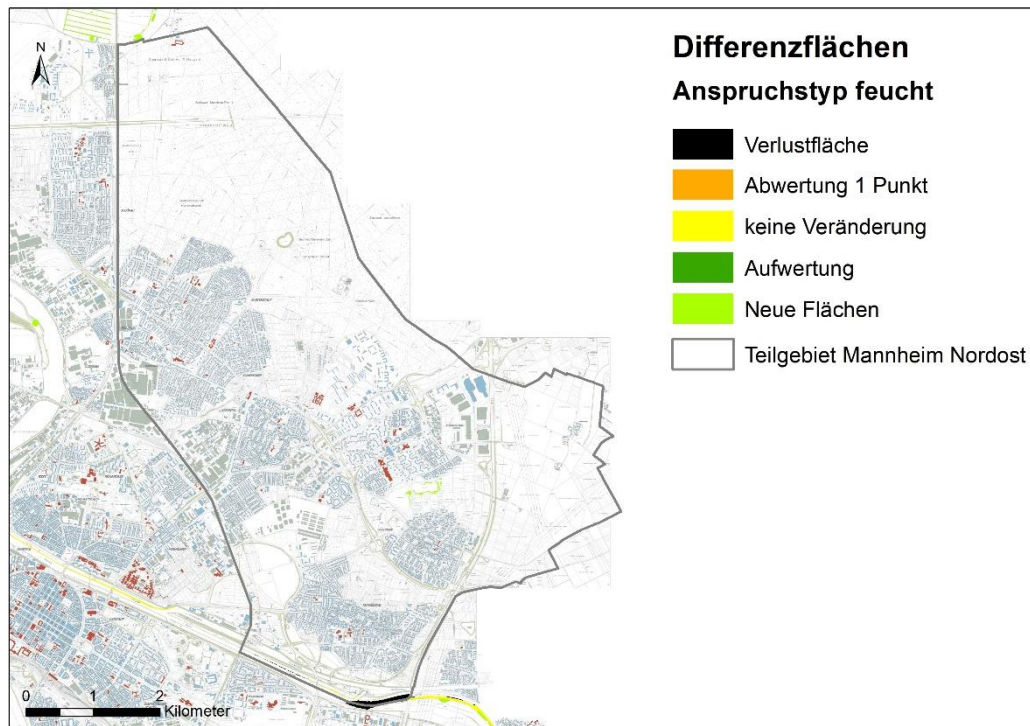 Differenzflächen
Anspruchstyp feucht
Verlustfläche
Abwertung 1 Punkt
keine Veränderung
Aufwertung
Neue Flächen
Teilgebiet Mannheim Nordost
N
0 1 2
Kilometer